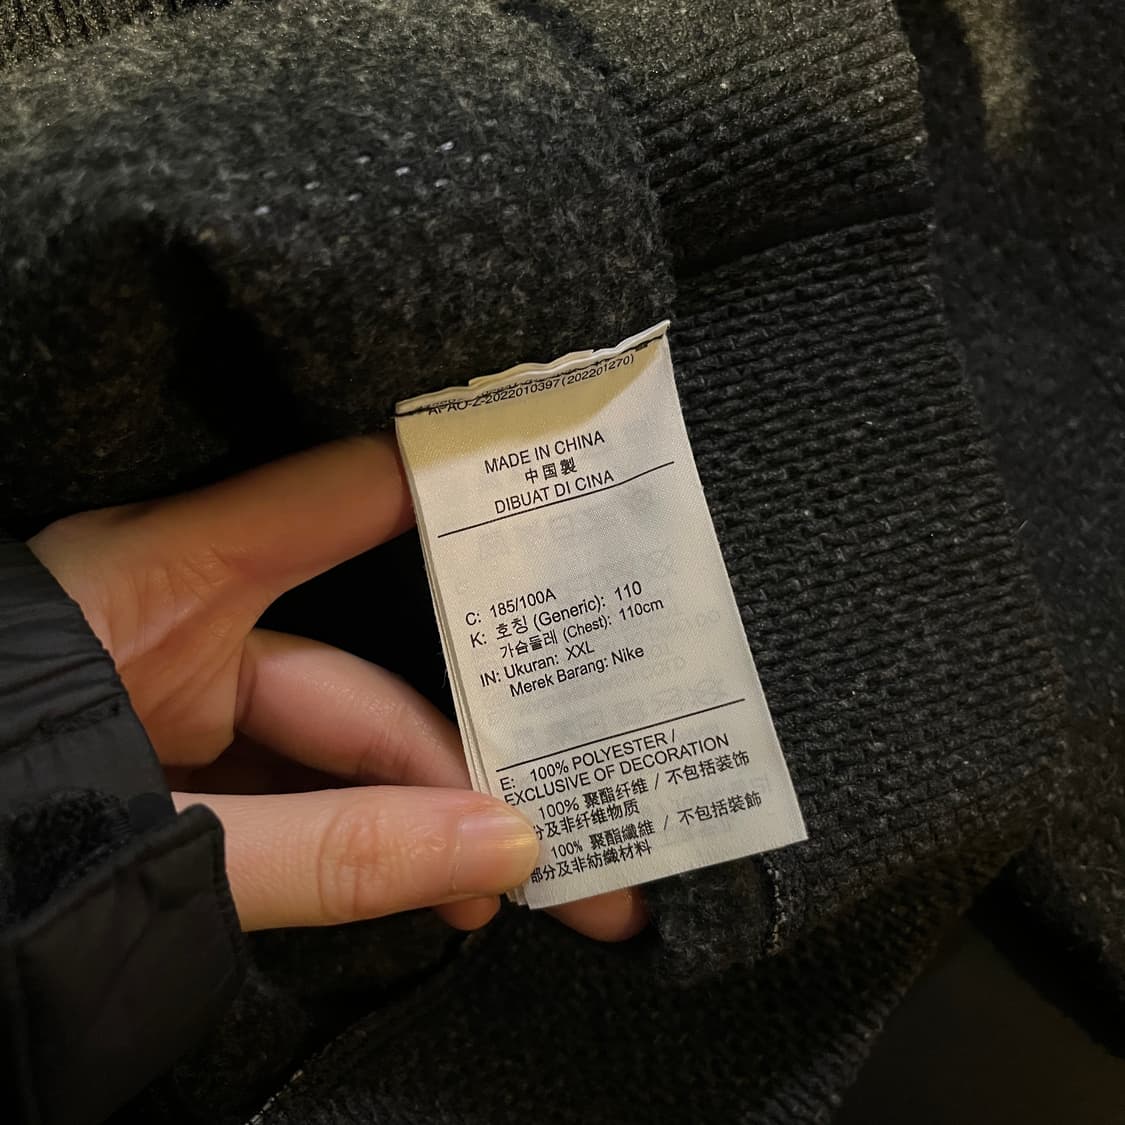 APAO-Z-2022010397(202201270)
MADE IN CHINA
中国製
DIBUAT DI CINA
C: 185/100A
K: 호칭 (Generic): 110
가슴둘레 (Chest): 110cm
IN: Ukuran: XXL
Merek Barang: Nike
E: 100% POLYESTER /
EXCLUSIVE OF DECORATION
100% 聚酯纤维 / 不包括装饰
分及非纤维物质
100% 聚酯纖維 / 不包括裝飾
部分及非紡織材料